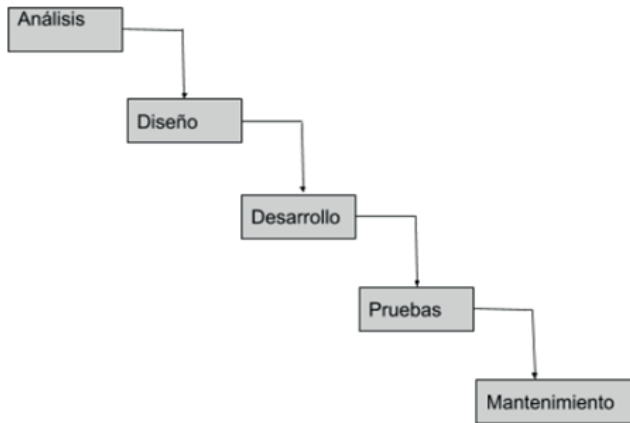 Análisis
Diseño
Desarrollo
Pruebas
Mantenimiento